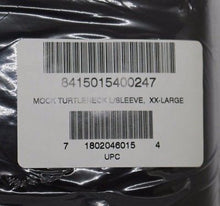 8415015400247
MOCK TURTLENECK L/SLEEVE, XX-LARGE
7 1802046015 4
UPC